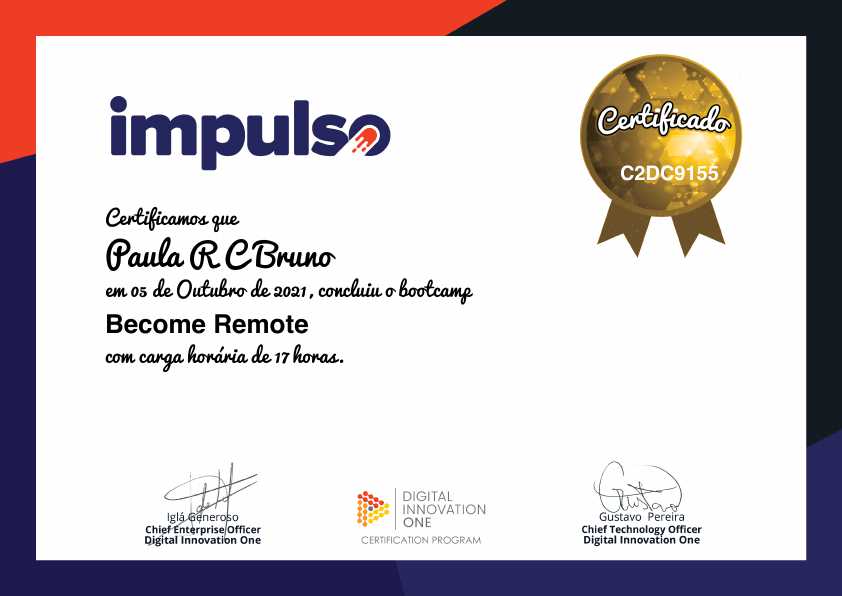 impulso
Certificado
C2DC9155
Certificamos que
Paula R C Bruno
em 05 de Outubro de 2021, concluiu o bootcamp
Become Remote
com carga horária de 17 horas.
Iglá Generoso
Chief Enterprise Officer
Digital Innovation One
DIGITAL
INNOVATION
ONE
CERTIFICATION PROGRAM
Gustavo Pereira
Chief Technology Officer
Digital Innovation One